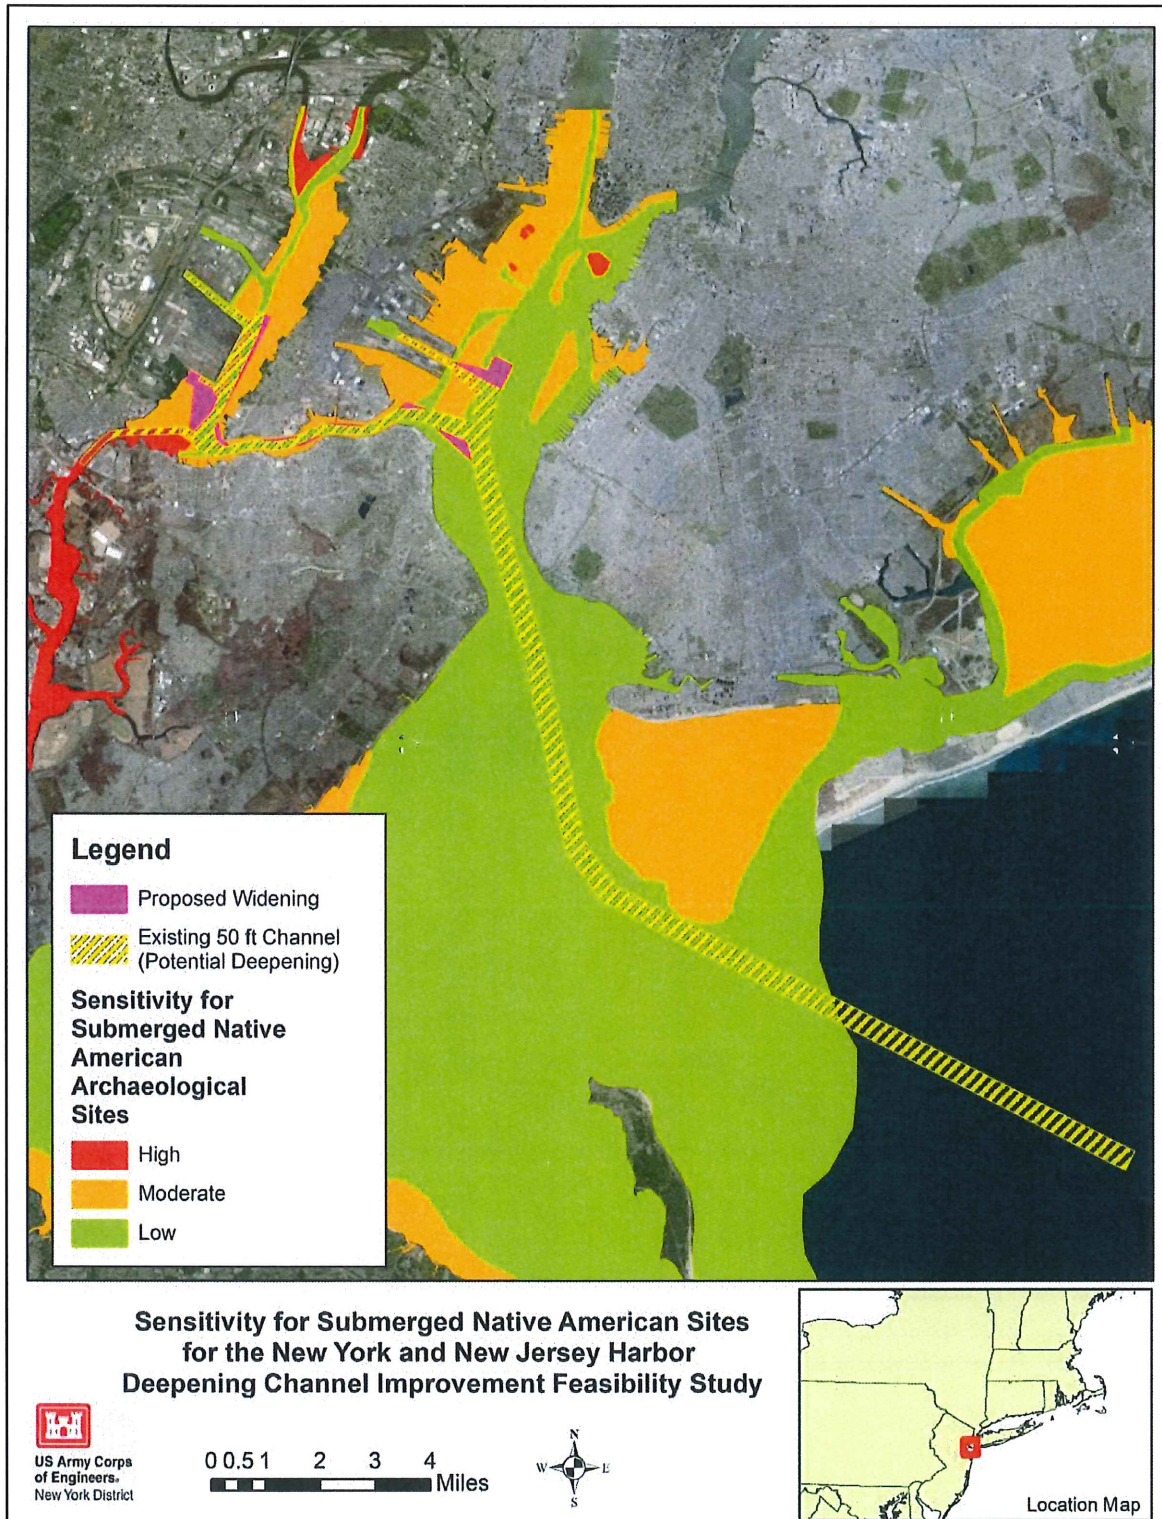 Legend
Proposed Widening
Existing 50 ft Channel
(Potential Deepening)
Sensitivity for
Submerged Native
American
Archaeological
Sites
High
Moderate
Low
Sensitivity for Submerged Native American Sites
for the New York and New Jersey Harbor
Deepening Channel Improvement Feasibility Study
US Army Corps
of Engineers®
New York District
0 0.5 1 2 3 4
Miles
N
W E
S
Location Map